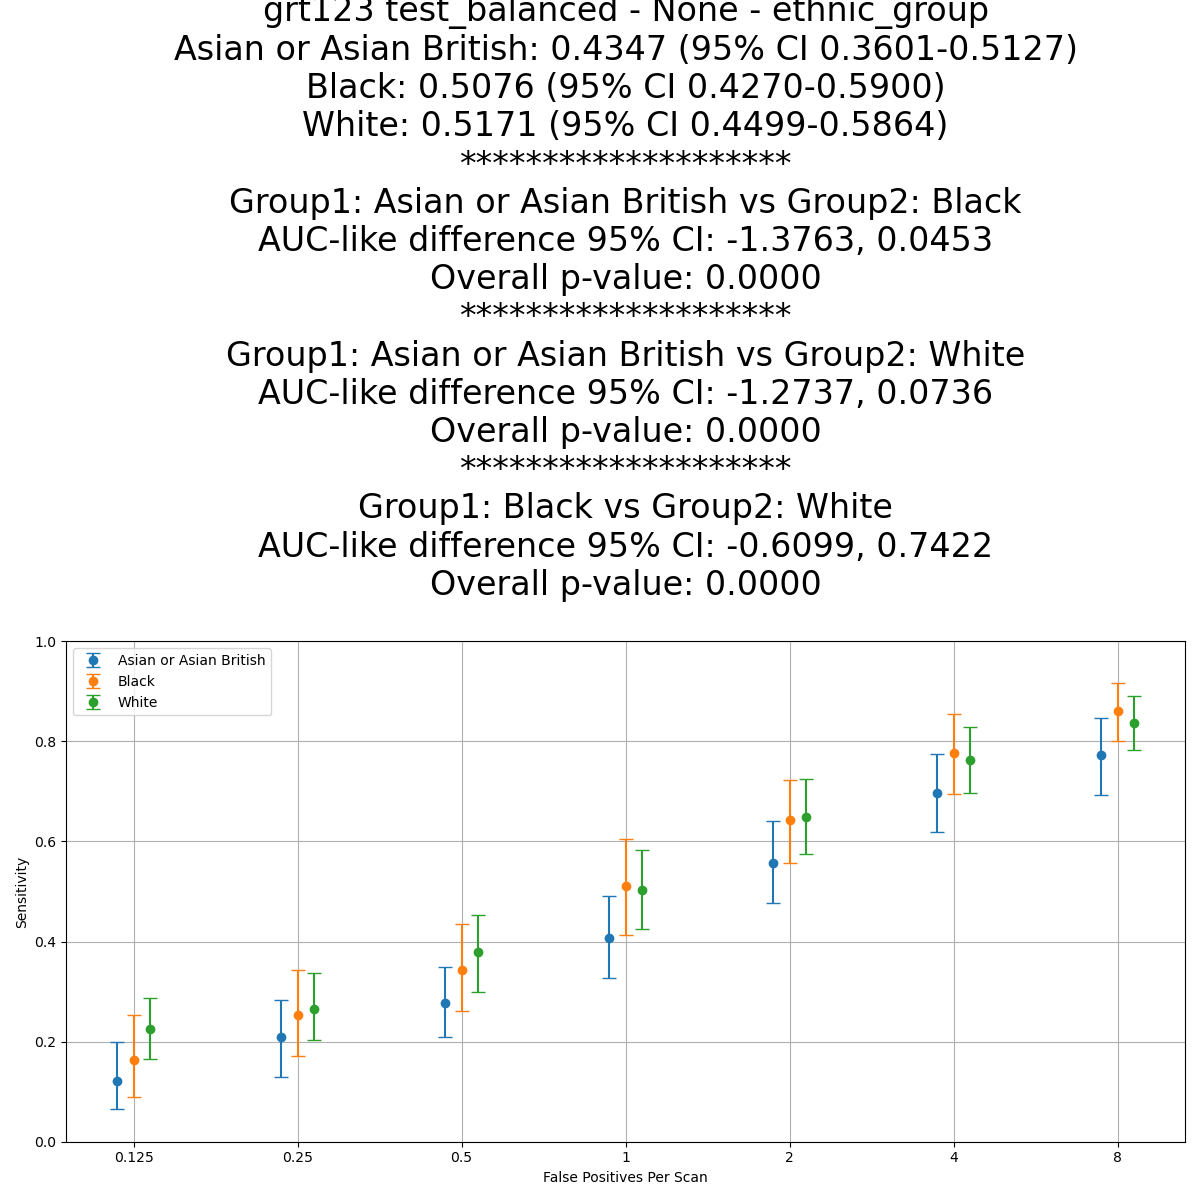 grt123 test_balanced - None - ethnic_group
Asian or Asian British: 0.4347 (95% CI 0.3601-0.5127)
Black: 0.5076 (95% CI 0.4270-0.5900)
White: 0.5171 (95% CI 0.4499-0.5864)
********************
Group1: Asian or Asian British vs Group2: Black
AUC-like difference 95% CI: -1.3763, 0.0453
Overall p-value: 0.0000
********************
Group1: Asian or Asian British vs Group2: White
AUC-like difference 95% CI: -1.2737, 0.0736
Overall p-value: 0.0000
********************
Group1: Black vs Group2: White
AUC-like difference 95% CI: -0.6099, 0.7422
Overall p-value: 0.0000
Asian or Asian British
Black
White
1.0
0.8
0.6
0.4
0.2
0.0
Sensitivity
0.125 0.25 0.5 1 2 4 8
False Positives Per Scan